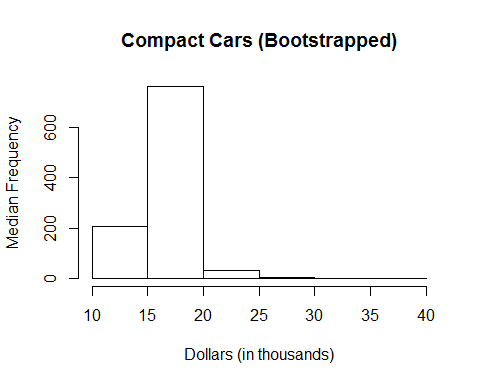 Compact Cars (Bootstrapped)
Median Frequency
600
400
200
0
10 15 20 25 30 35 40
Dollars (in thousands)